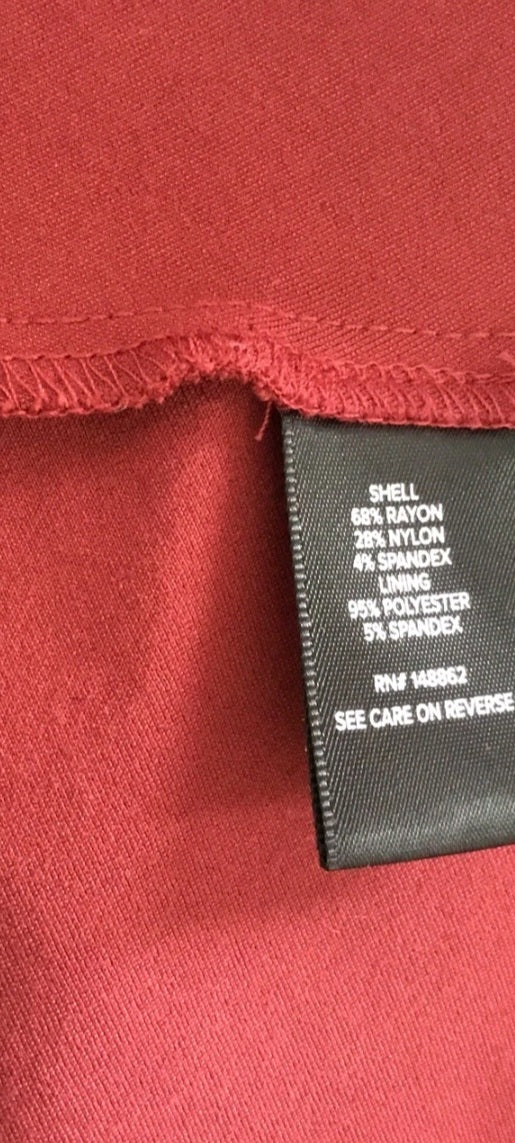 SHELL
68% RAYON
28% NYLON
4% SPANDEX
LINING
95% POLYESTER
5% SPANDEX
RN# 148862
SEE CARE ON REVERSE